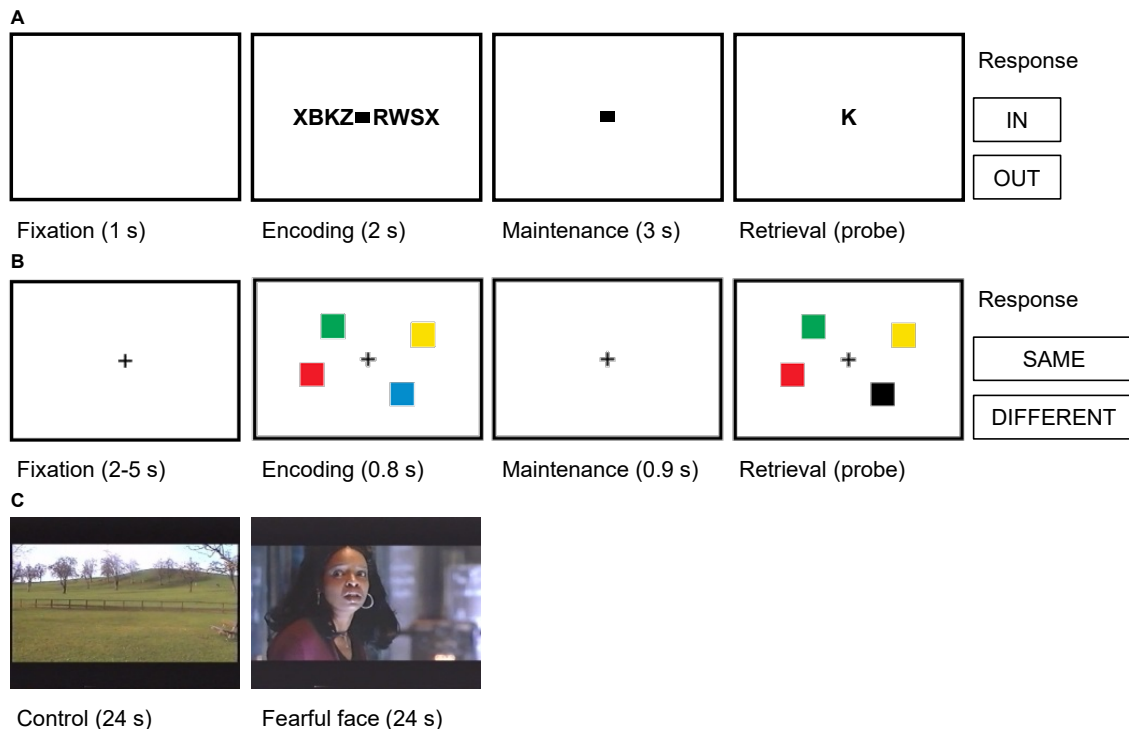 A
Response
XBKZ■RWSX
K
IN
OUT
Fixation (1 s)
Encoding (2 s)
Maintenance (3 s)
Retrieval (probe)
B
Response
SAME
DIFFERENT
Fixation (2-5 s)
Encoding (0.8 s)
Maintenance (0.9 s)
Retrieval (probe)
C
Control (24 s)
Fearful face (24 s)